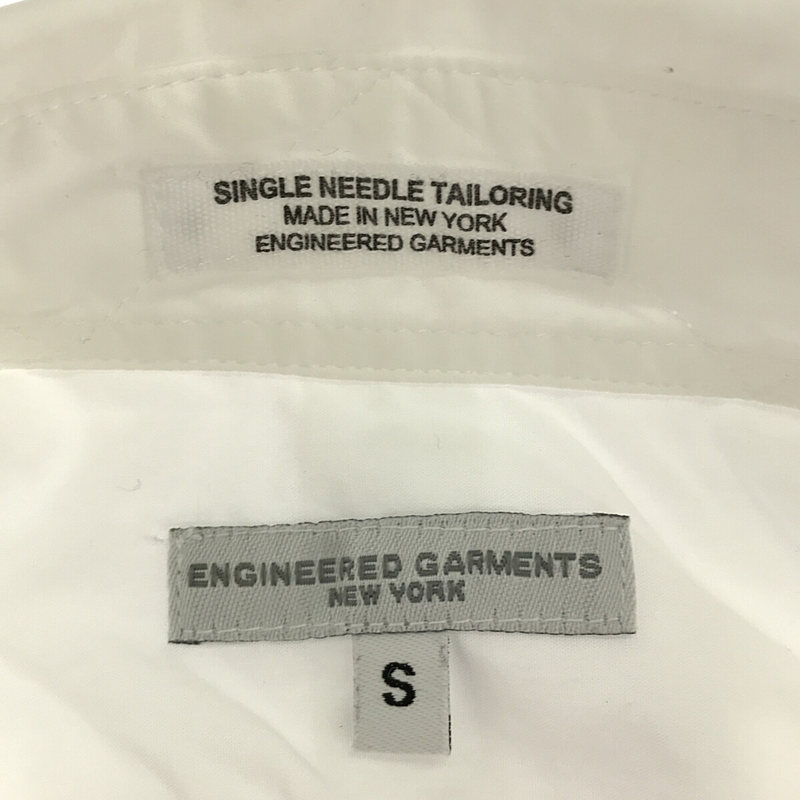 SINGLE NEEDLE TAILORING
MADE IN NEW YORK
ENGINEERED GARMENTS
ENGINEERED GARMENTS
NEW YORK
S